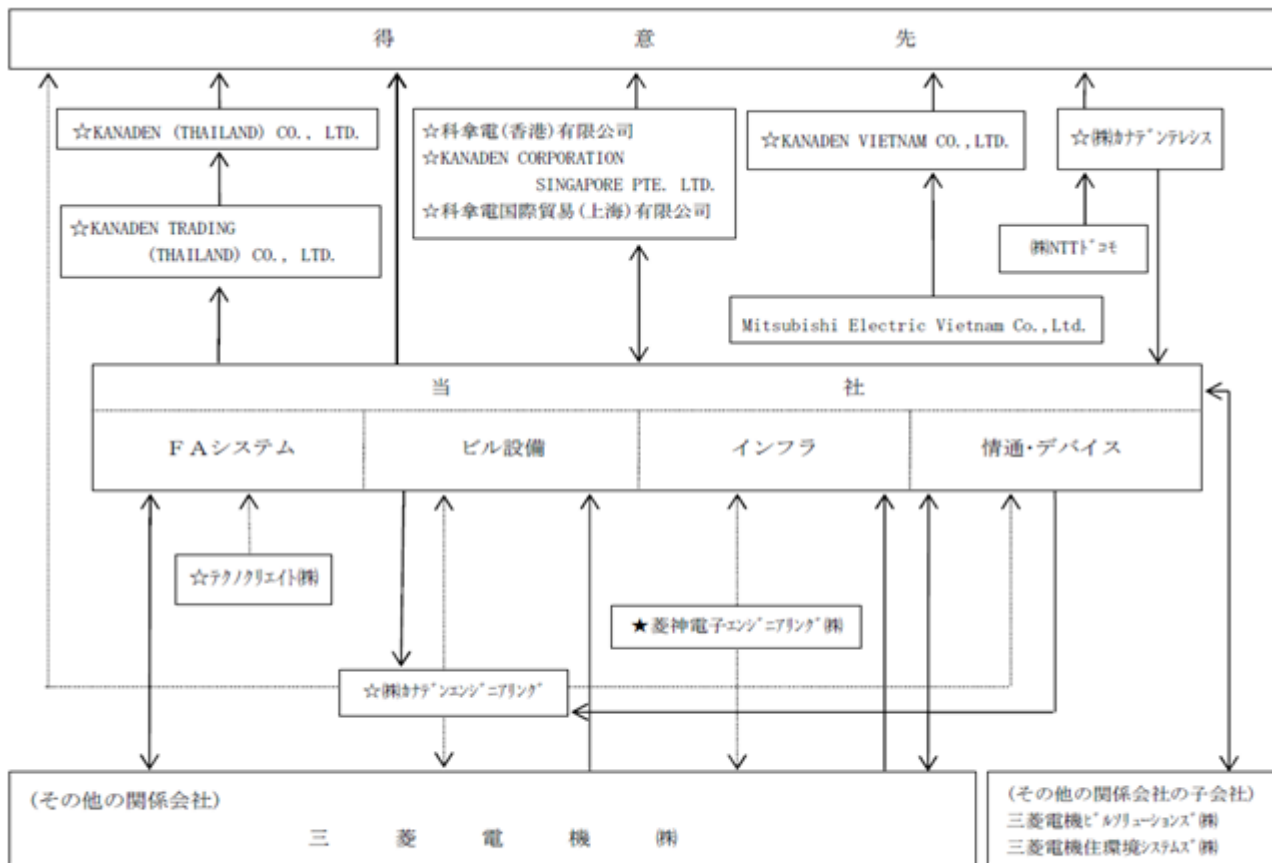 得意先
☆KANADEN (THAILAND) CO., LTD.
☆科拿電(香港)有限公司
☆KANADEN CORPORATION
SINGAPORE PTE. LTD.
☆科拿電国際貿易(上海)有限公司
☆KANADEN VIETNAM CO.,LTD.
☆㈱ｶﾅﾃﾞﾝﾃﾚｼｽ
☆KANADEN TRADING
(THAILAND) CO., LTD.
㈱NTTﾄﾞｺﾓ
Mitsubishi Electric Vietnam Co.,Ltd.
当社
ＦＡシステム
ビル設備
インフラ
情通・デバイス
☆ﾃｸﾉｸﾘｴｲﾄ㈱
★菱神電子ｴﾝｼﾞﾆｱﾘﾝｸﾞ㈱
☆㈱ｶﾅﾃﾞﾝｴﾝｼﾞﾆｱﾘﾝｸﾞ
(その他の関係会社)
三菱電機㈱
(その他の関係会社の子会社)
三菱電機ﾋﾞﾙｿﾘｭｰｼｮﾝｽﾞ㈱
三菱電機住環境ｼｽﾃﾑｽﾞ㈱